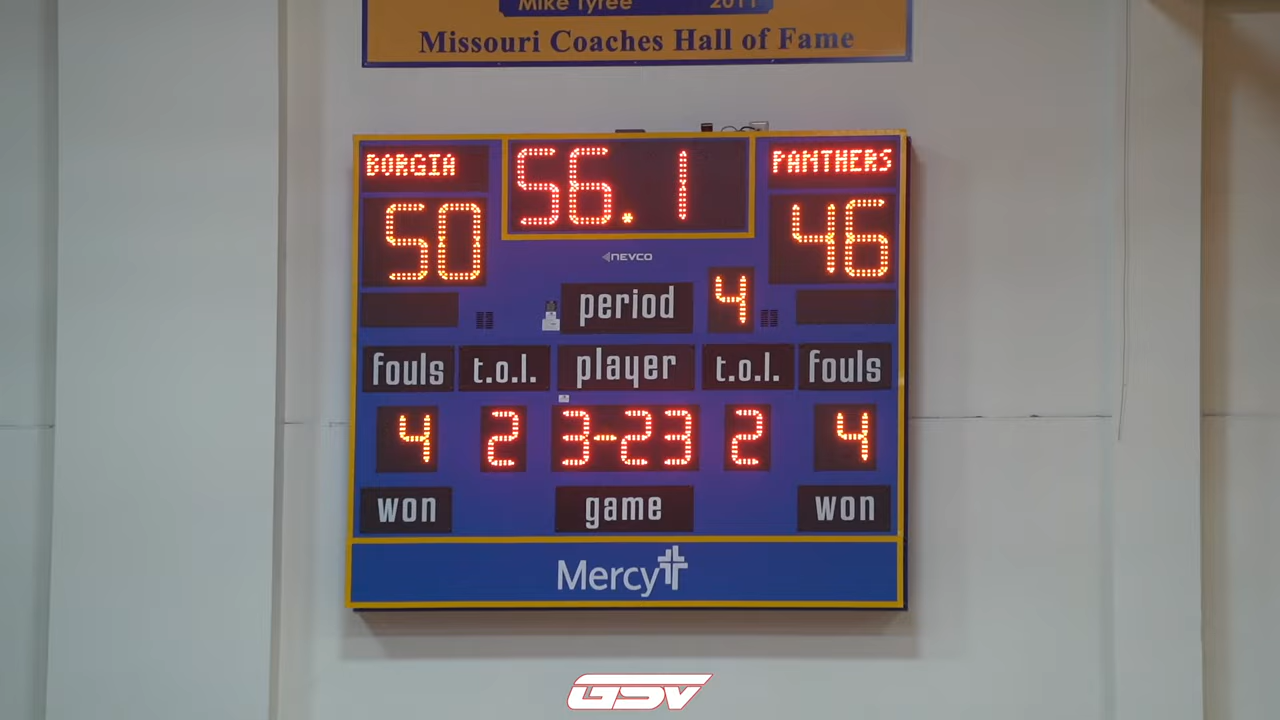 Mike Tyree 2011
Missouri Coaches Hall of Fame
BORGIA 56.1 PANTHERS
50 46
NEVCO
period 4
fouls t.o.l. player t.o.l. fouls
4 2 3-23 2 4
won game won
Mercy
GSV